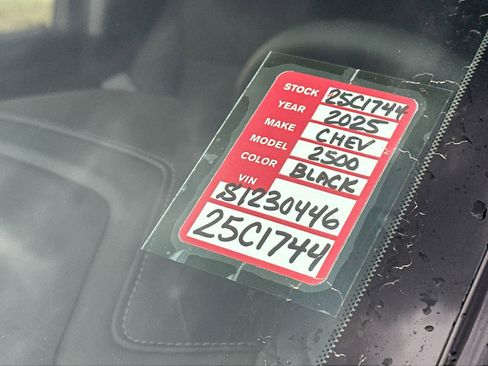 STOCK 25C1744
YEAR 2025
MAKE CHEV
MODEL 2500
COLOR BLACK
VIN
S1230446
25C1744